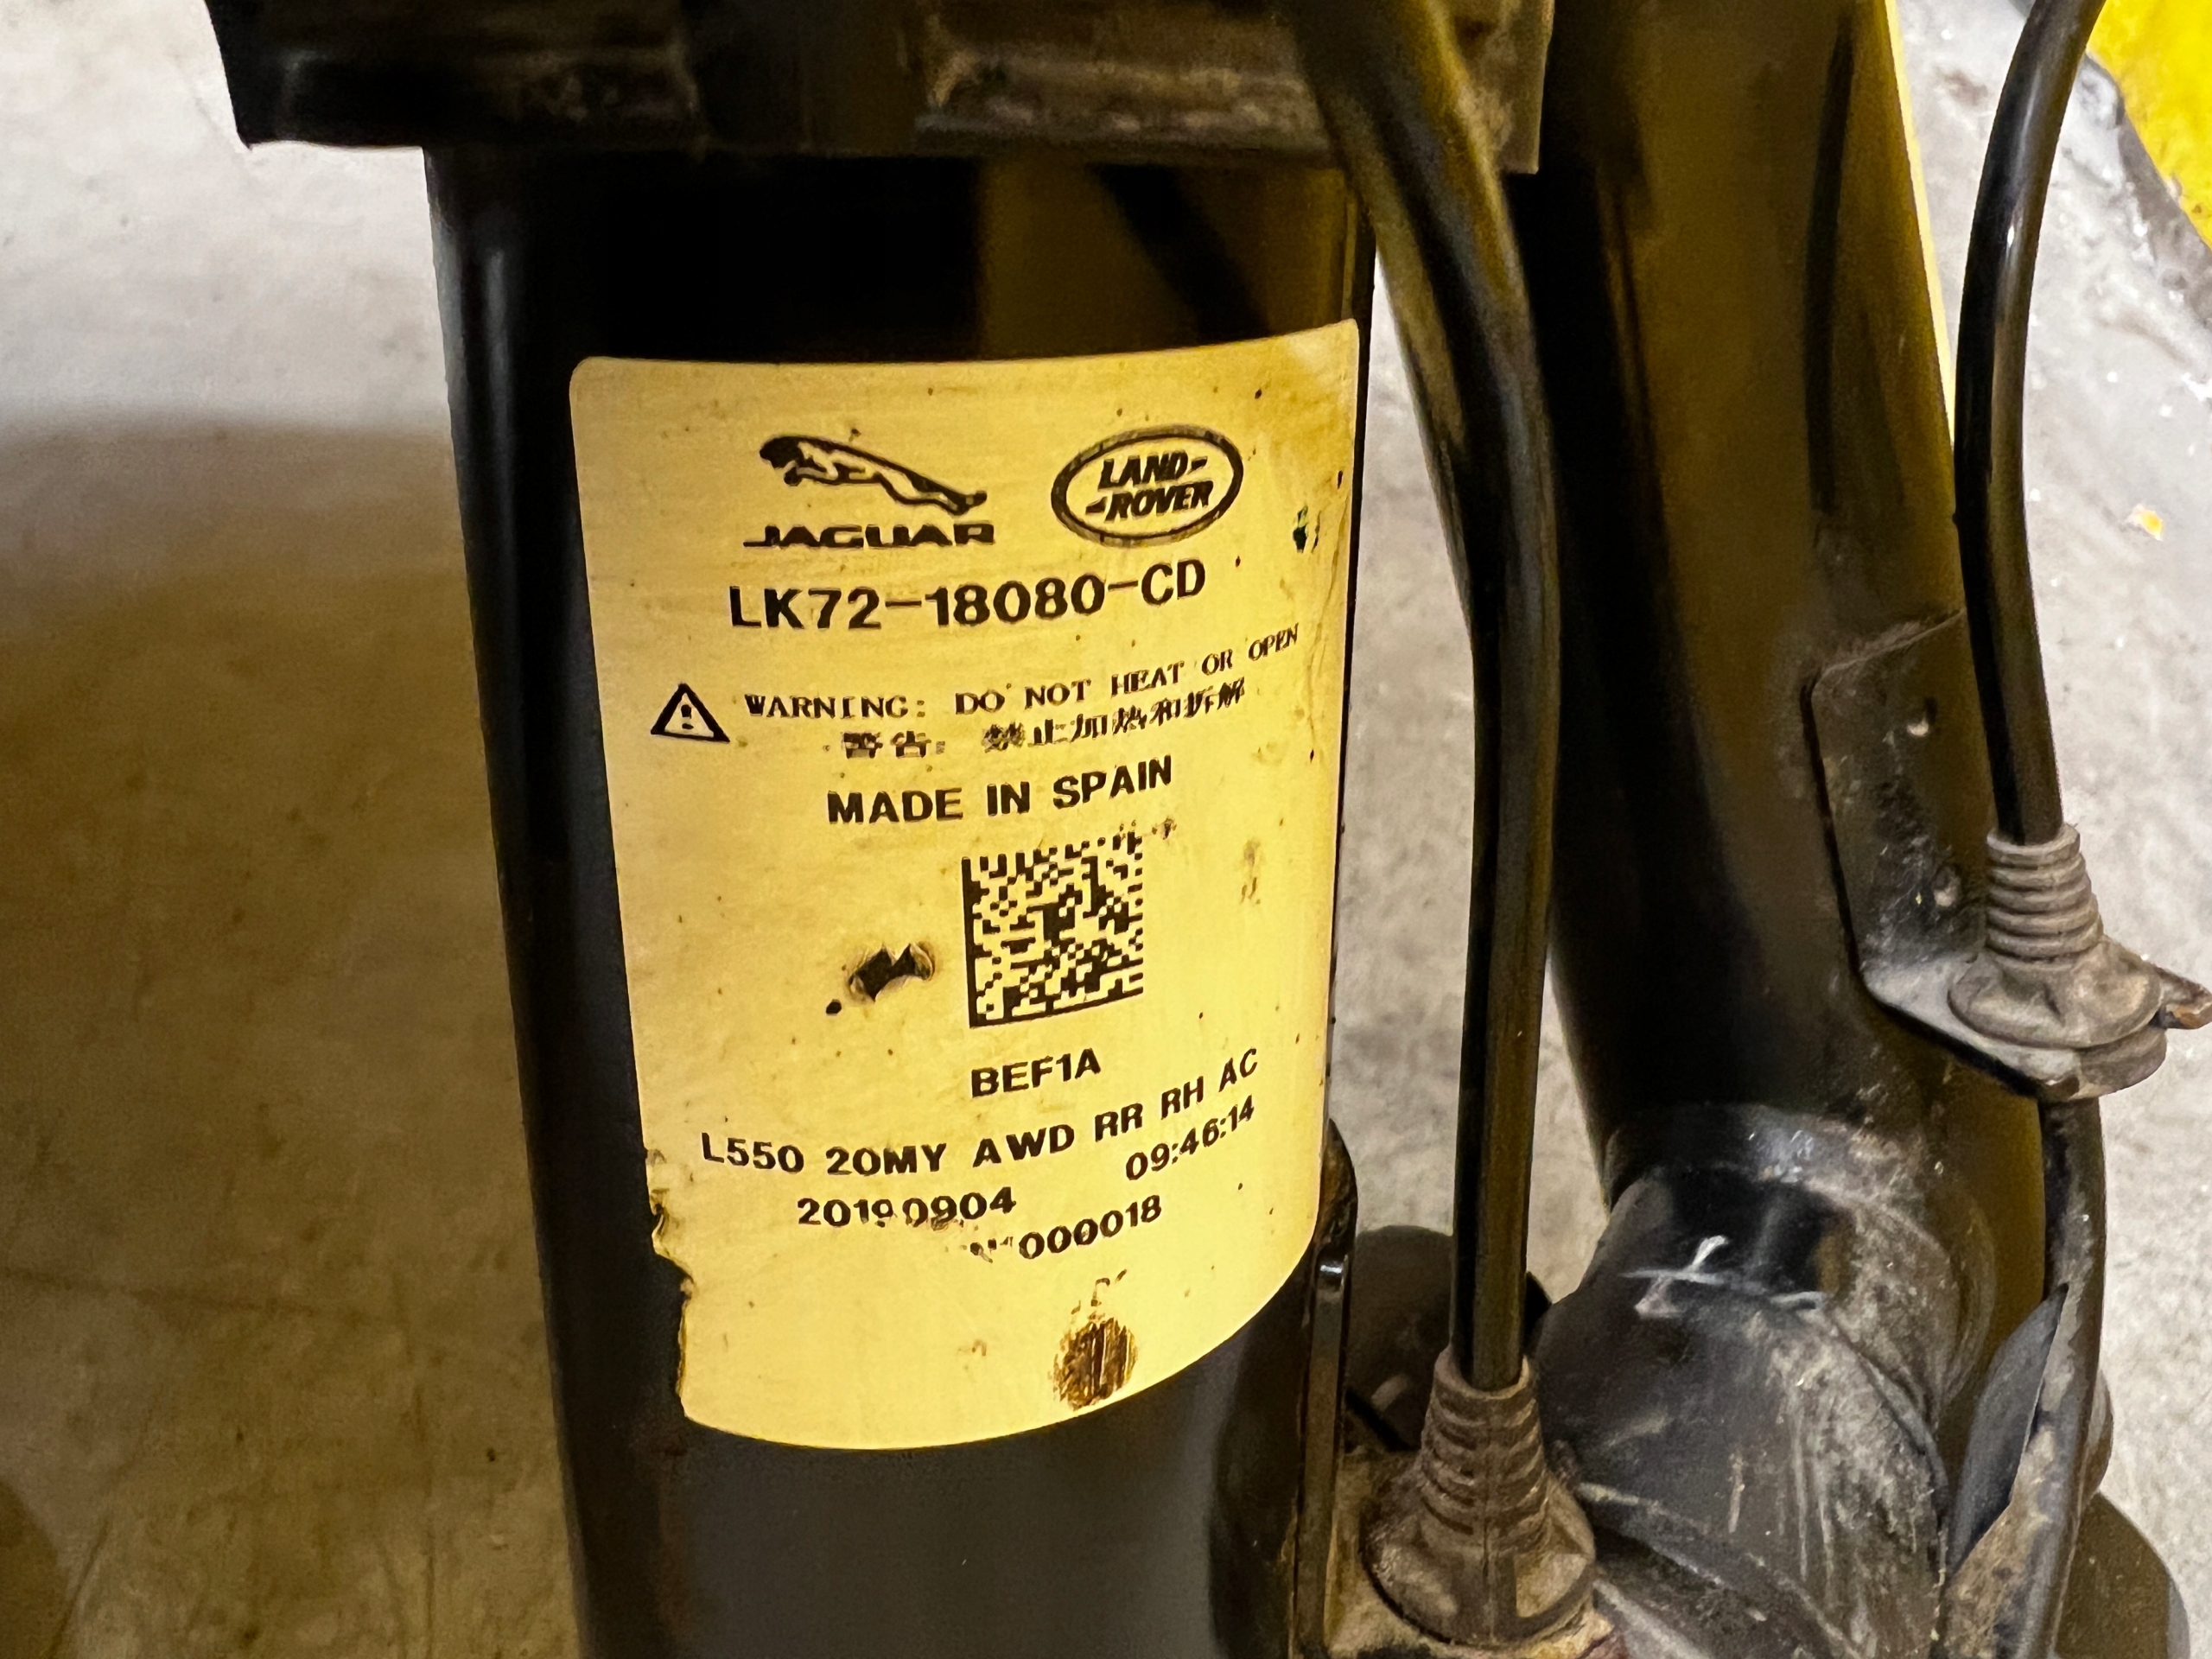 JAGUAR
LAND-
-ROVER
LK72-18080-CD
WARNING: DO NOT HEAT OR OPEN
警告: 禁止加热和拆解
MADE IN SPAIN
BEF1A
L550 20MY AWD RR RH AC
20190904 09:46:14
000018